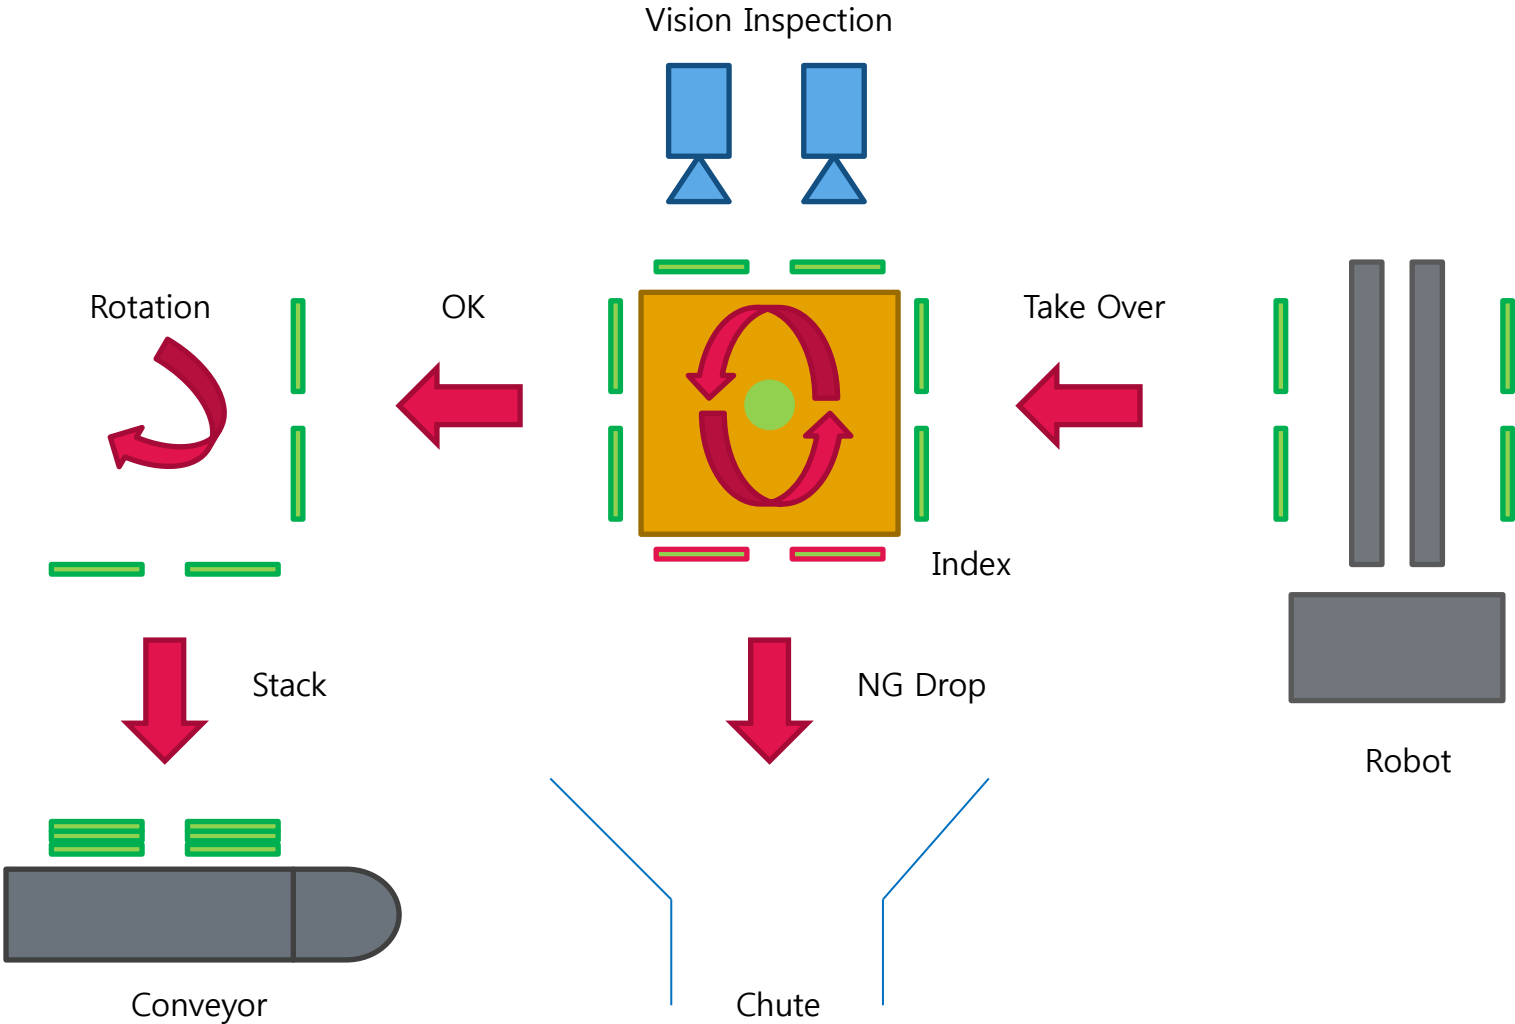 Vision Inspection
Rotation
OK
Take Over
Index
Stack
NG Drop
Robot
Conveyor
Chute